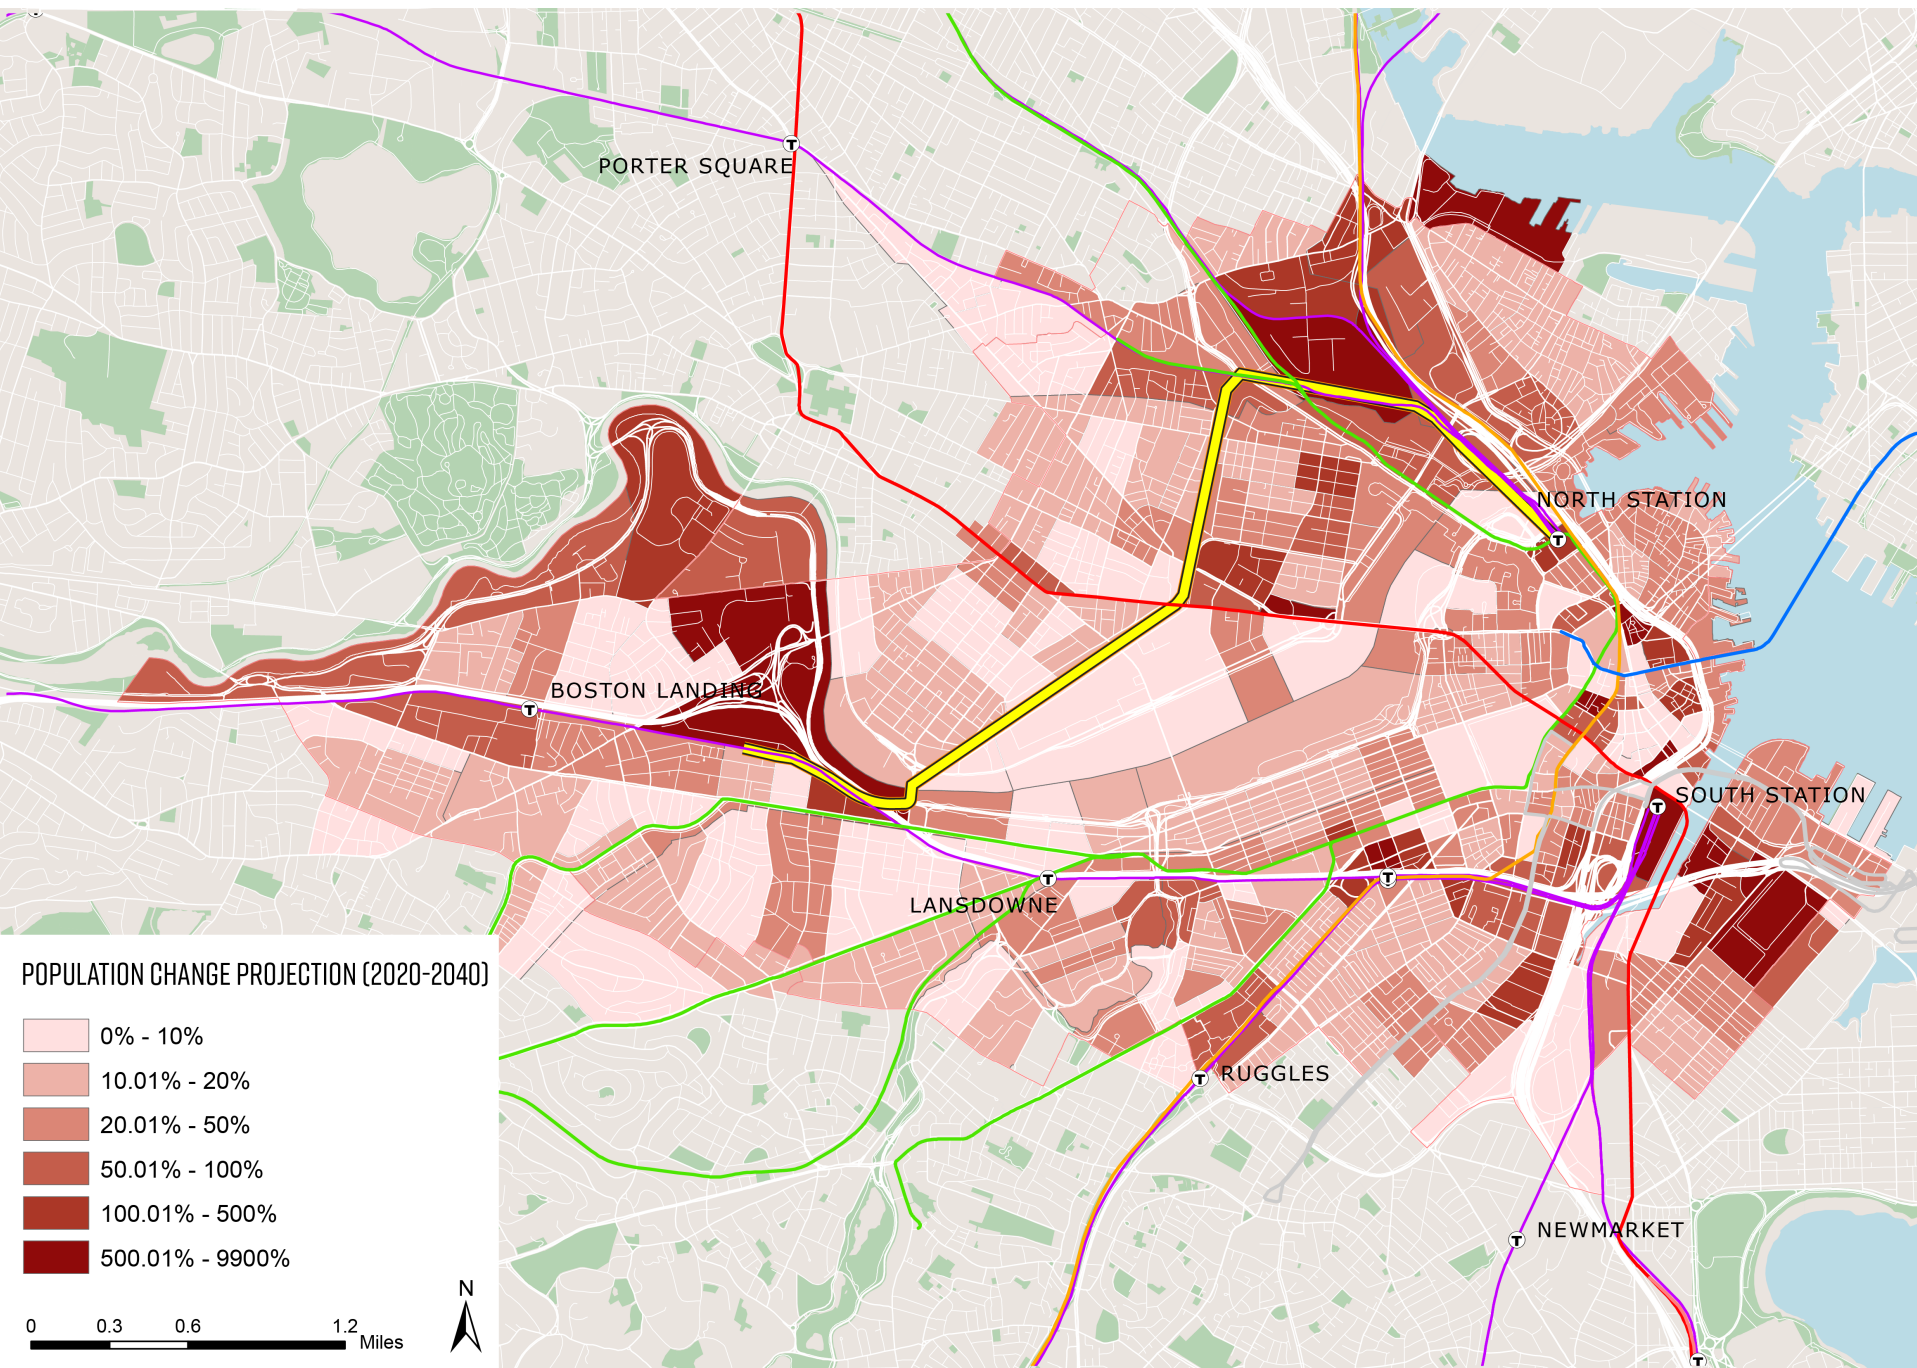 PORTER SQUARE
NORTH STATION
BOSTON LANDING
SOUTH STATION
LANSDOWNE
RUGGLES
NEWMARKET
POPULATION CHANGE PROJECTION (2020-2040)
0% - 10%
10.01% - 20%
20.01% - 50%
50.01% - 100%
100.01% - 500%
500.01% - 9900%
N
0 0.3 0.6 1.2
Miles
T
T
T
T
T
T
T
T
T